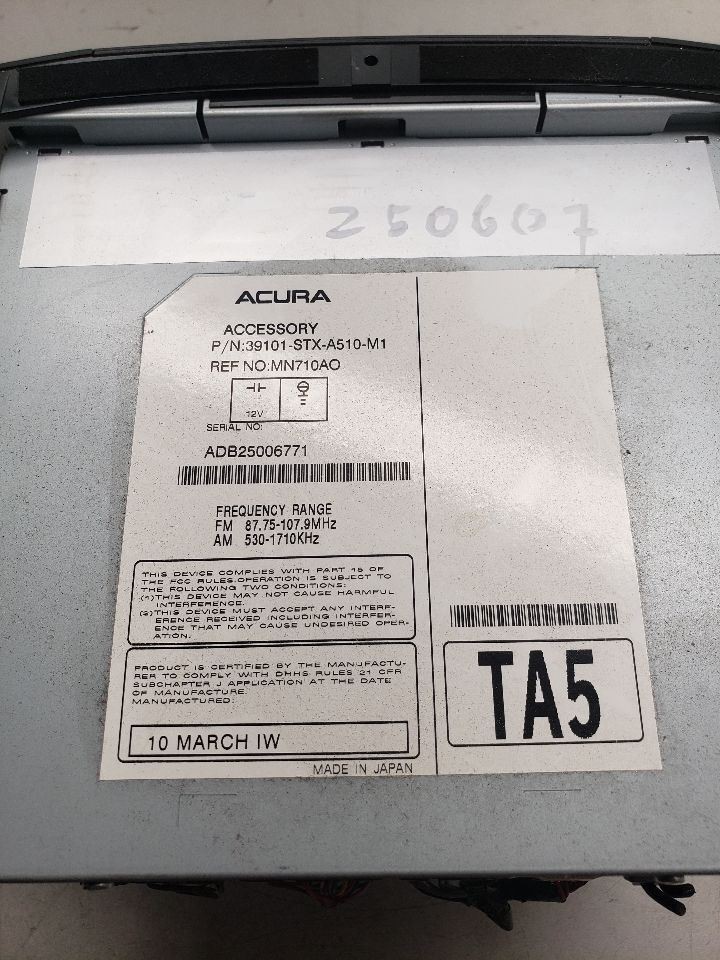 250607
ACURA
ACCESSORY
P/N:39101-STX-A510-M1
REF NO:MN710AO
12V
SERIAL NO:
ADB25006771
FREQUENCY RANGE
FM 87.75-107.9MHz
AM 530-1710KHz
THIS DEVICE COMPLIES WITH PART 15 OF
THE FCC RULES.OPERATION IS SUBJECT TO
THE FOLLOWING TWO CONDITIONS:
(1)THIS DEVICE MAY NOT CAUSE HARMFUL
INTERFERENCE.
(2)THIS DEVICE MUST ACCEPT ANY INTERF-
ERENCE RECEIVED INCLUDING INTERFER-
ENCE THAT MAY CAUSE UNDESIRED OPER-
ATION.
PRODUCT IS CERTIFIED BY THE MANUFACTU-
RER TO COMPLY WITH DHHS RULES 21 CFR
SUBCHAPTER J APPLICATION AT THE DATE
OF MANUFACTURE.
MANUFACTURED:
10 MARCH IW
MADE IN JAPAN
TA5